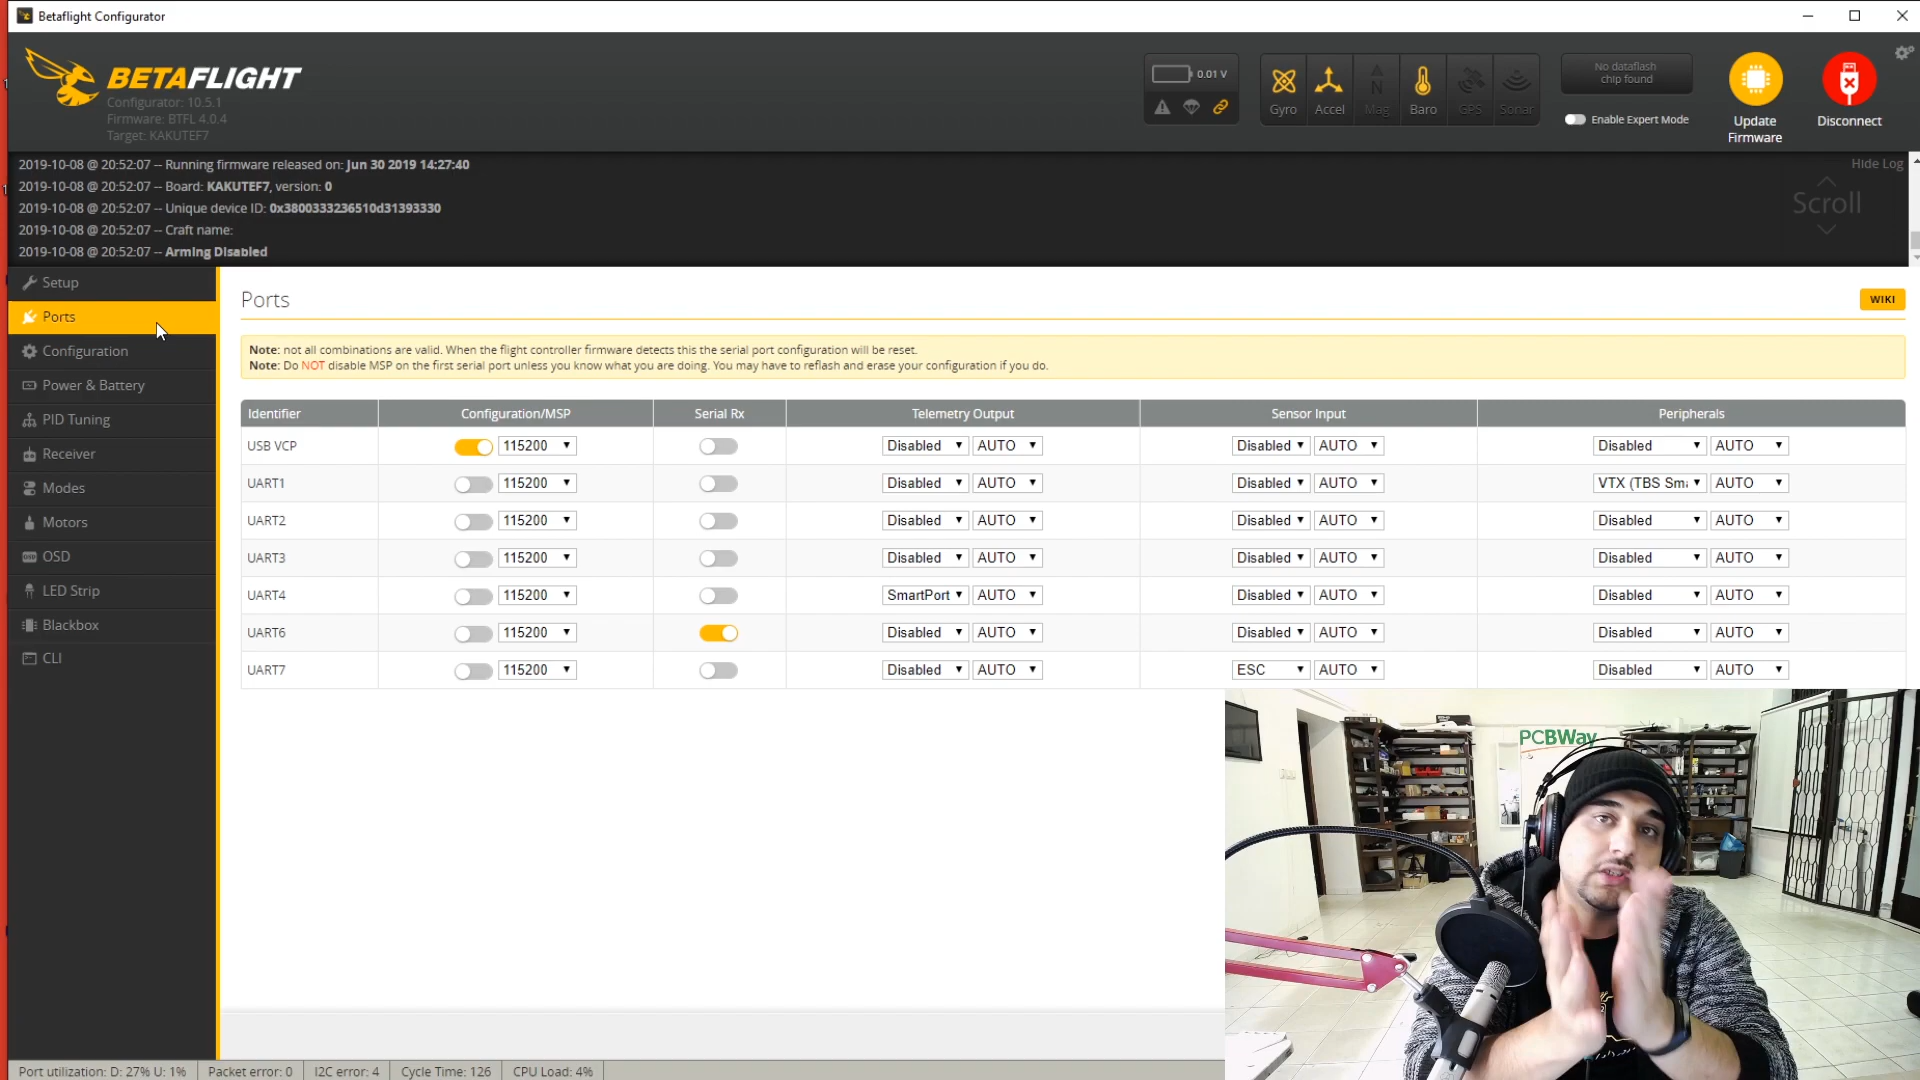 Betaflight Configurator
BETAFLIGHT
Configurator: 10.5.1
Firmware: BTFL 4.0.4
Target: KAKUTEF7
0.01 V
Gyro Accel Mag Baro GPS Sonar
No dataflash
chip found
Enable Expert Mode
Update
Firmware
Disconnect
2019-10-08 @ 20:52:07 -- Running firmware released on: Jun 30 2019 14:27:40
2019-10-08 @ 20:52:07 -- Board: KAKUTEF7, version: 0
2019-10-08 @ 20:52:07 -- Unique device ID: 0x3800333236510d31393330
2019-10-08 @ 20:52:07 -- Craft name:
2019-10-08 @ 20:52:07 -- Arming Disabled
Hide Log
Scroll
Setup
Ports
Configuration
Power & Battery
PID Tuning
Receiver
Modes
Motors
OSD
LED Strip
Blackbox
CLI
Ports
WIKI
Note: not all combinations are valid. When the flight controller firmware detects this the serial port configuration will be reset.
Note: Do NOT disable MSP on the first serial port unless you know what you are doing. You may have to reflash and erase your configuration if you do.
Identifier Configuration/MSP Serial Rx Telemetry Output Sensor Input Peripherals
USB VCP 115200 Disabled AUTO Disabled AUTO Disabled AUTO
UART1 115200 Disabled AUTO Disabled AUTO VTX (TBS Sma AUTO
UART2 115200 Disabled AUTO Disabled AUTO Disabled AUTO
UART3 115200 Disabled AUTO Disabled AUTO Disabled AUTO
UART4 115200 SmartPort AUTO Disabled AUTO Disabled AUTO
UART6 115200 Disabled AUTO Disabled AUTO Disabled AUTO
UART7 115200 Disabled AUTO ESC AUTO Disabled AUTO
PCBWay
Port utilization: D: 27% U: 1% Packet error: 0 I2C error: 4 Cycle Time: 126 CPU Load: 4%